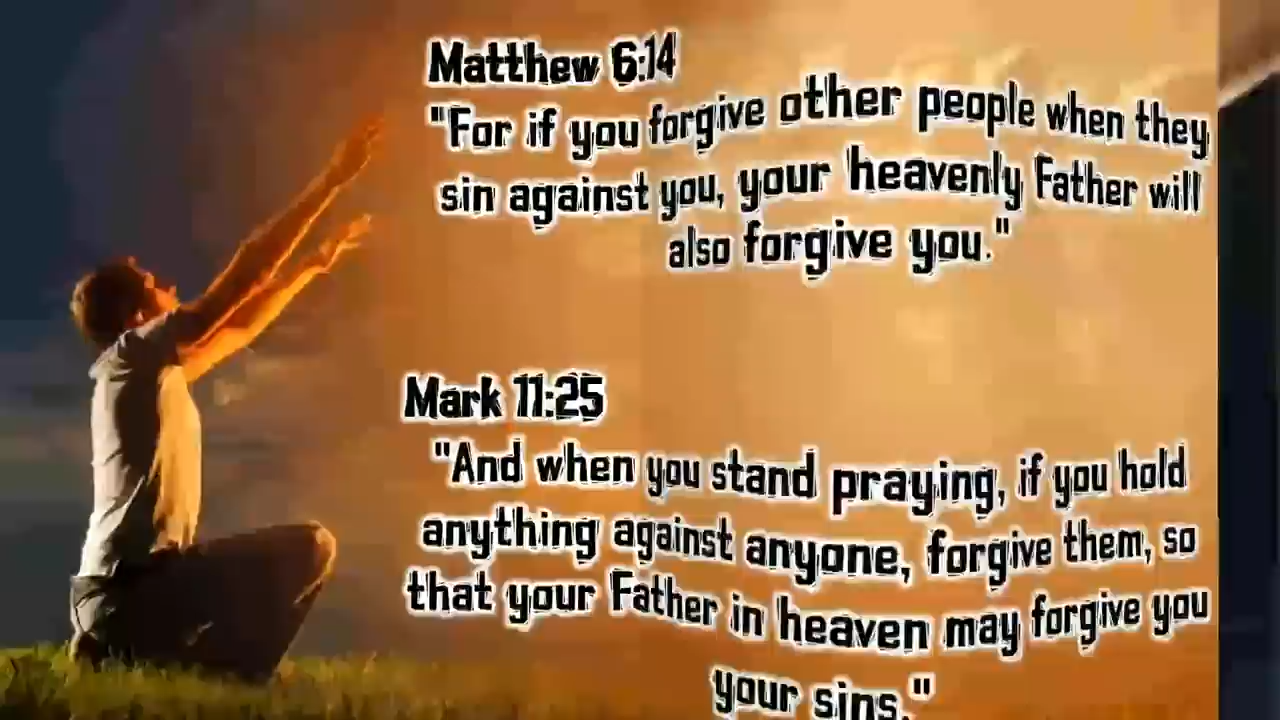 Matthew 6:14
"For if you forgive other people when they
sin against you, your heavenly Father will
also forgive you."
Mark 11:25
"And when you stand praying, if you hold
anything against anyone, forgive them, so
that your Father in heaven may forgive you
your sins."